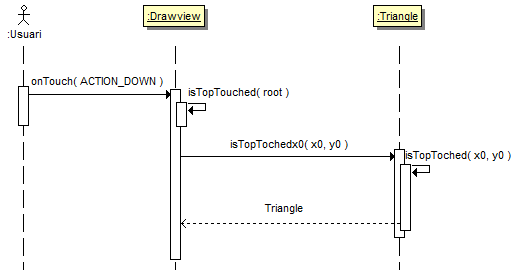 :Drawview
:Triangle
:Usuari
onTouch( ACTION_DOWN )
isTopTouched( root )
isTopTochedx0( x0, y0 )
isTopToched( x0, y0 )
Triangle